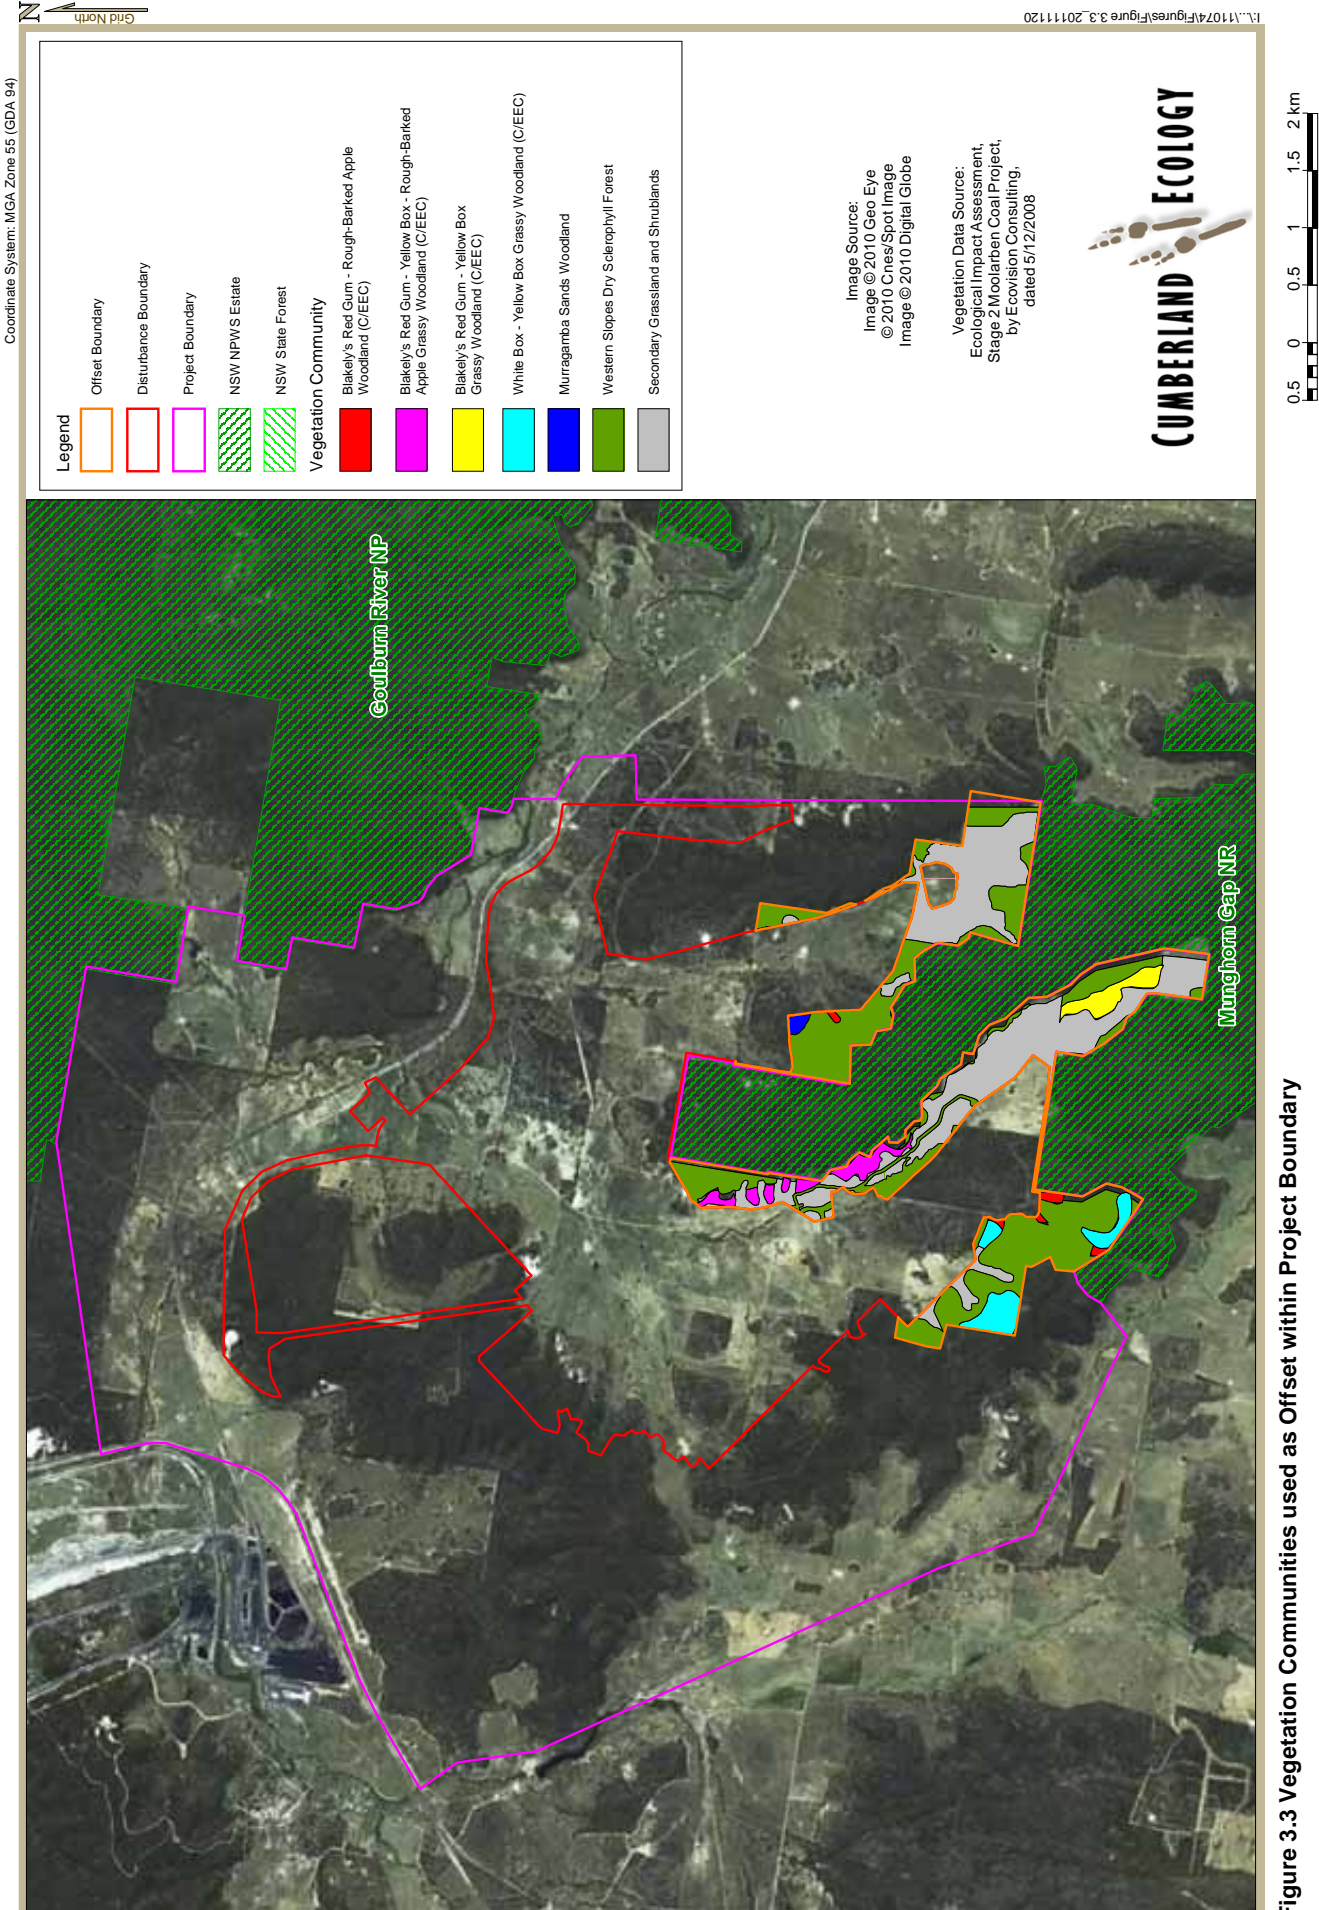 Coordinate System: MGA Zone 55 (GDA 94)
N
Grid North
I:\...\11074\Figures\Figure 3.3_20111120
Legend
Offset Boundary
Disturbance Boundary
Project Boundary
NSW NPWS Estate
NSW State Forest
Vegetation Community
Blakely's Red Gum - Rough-Barked Apple
Woodland (C/EEC)
Blakely's Red Gum - Yellow Box - Rough-Barked
Apple Grassy Woodland (C/EEC)
Blakely's Red Gum - Yellow Box
Grassy Woodland (C/EEC)
White Box - Yellow Box Grassy Woodland (C/EEC)
Murragamba Sands Woodland
Western Slopes Dry Sclerophyll Forest
Secondary Grassland and Shrublands
Image Source:
Image © 2010 Geo Eye
© 2010 Cnes/Spot Image
Image © 2010 Digital Globe
Vegetation Data Source:
Ecological Impact Assessment,
Stage 2 Moolarben Coal Project,
by Ecovision Consulting,
dated 5/12/2008
CUMBERLAND ECOLOGY
Goulburn River NP
Munghorn Gap NR
0.5 0 0.5 1 1.5 2 km
igure 3.3 Vegetation Communities used as Offset within Project Boundary